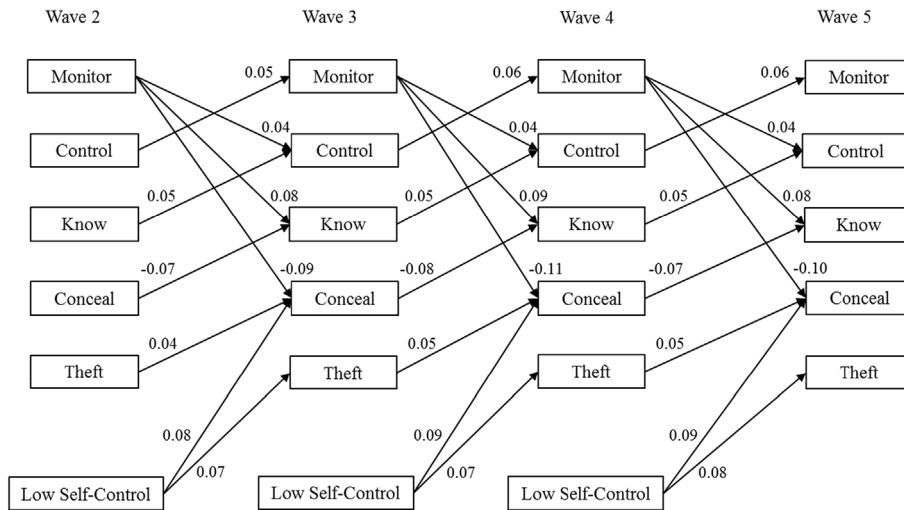 Wave 2 Wave 3 Wave 4 Wave 5
Monitor 0.05 Monitor 0.06 Monitor 0.06 Monitor
Control 0.04 Control 0.04 Control 0.04 Control
Know 0.05 0.08 Know 0.05 0.09 Know 0.05 0.08 Know
Conceal -0.07 -0.09 Conceal -0.08 -0.11 Conceal -0.07 -0.10 Conceal
Theft 0.04 Theft 0.05 Theft 0.05 Theft
0.08 0.09 0.09
0.07 0.07 0.08
Low Self-Control Low Self-Control Low Self-Control